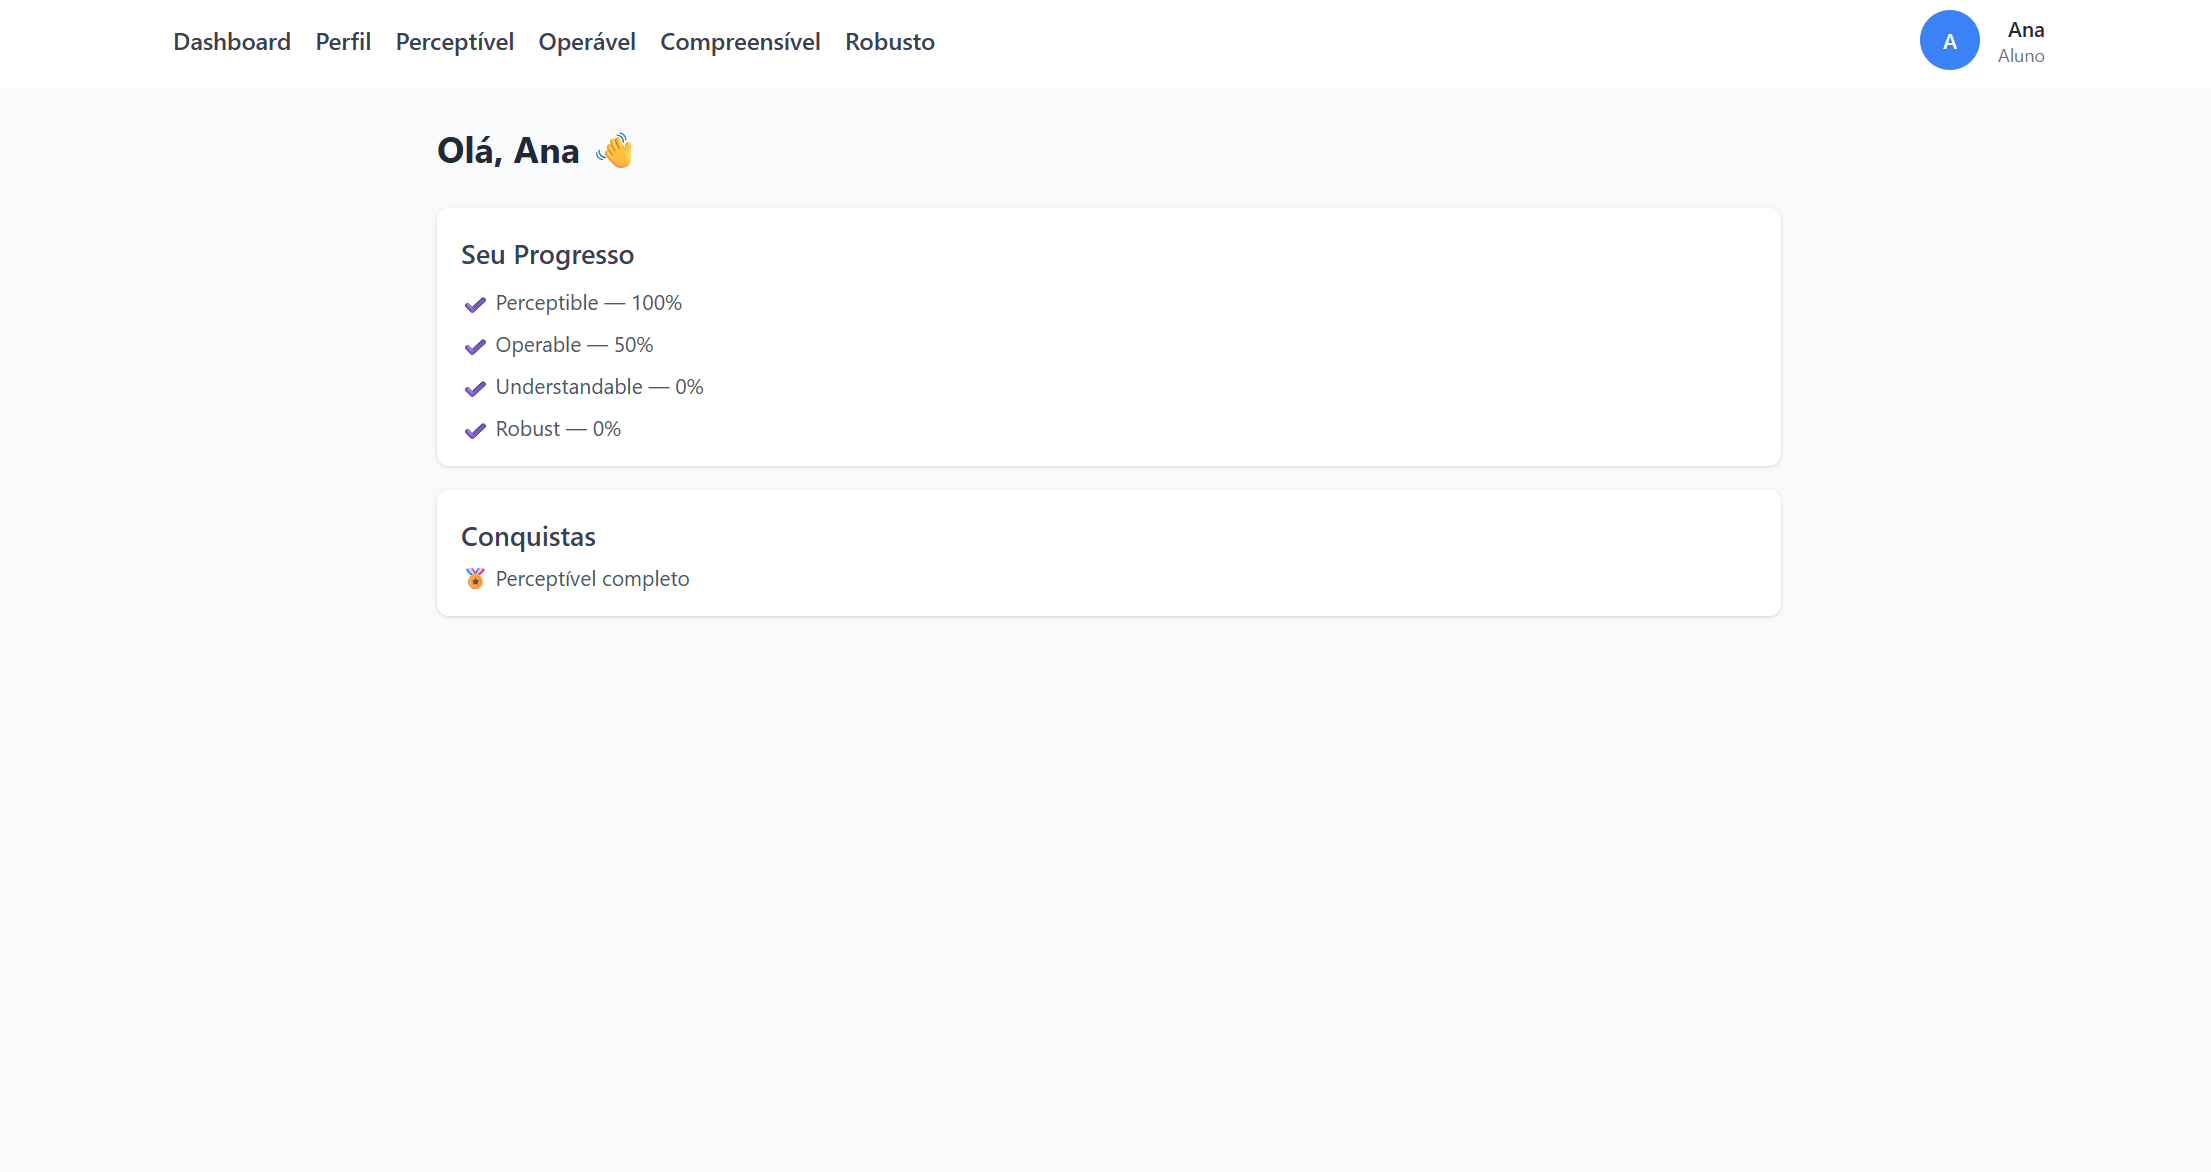 Dashboard Perfil Perceptível Operável Compreensível Robusto
A
Ana
Aluno
Olá, Ana 👋
Seu Progresso
✔ Perceptible — 100%
✔ Operable — 50%
✔ Understandable — 0%
✔ Robust — 0%
Conquistas
🏅 Perceptível completo